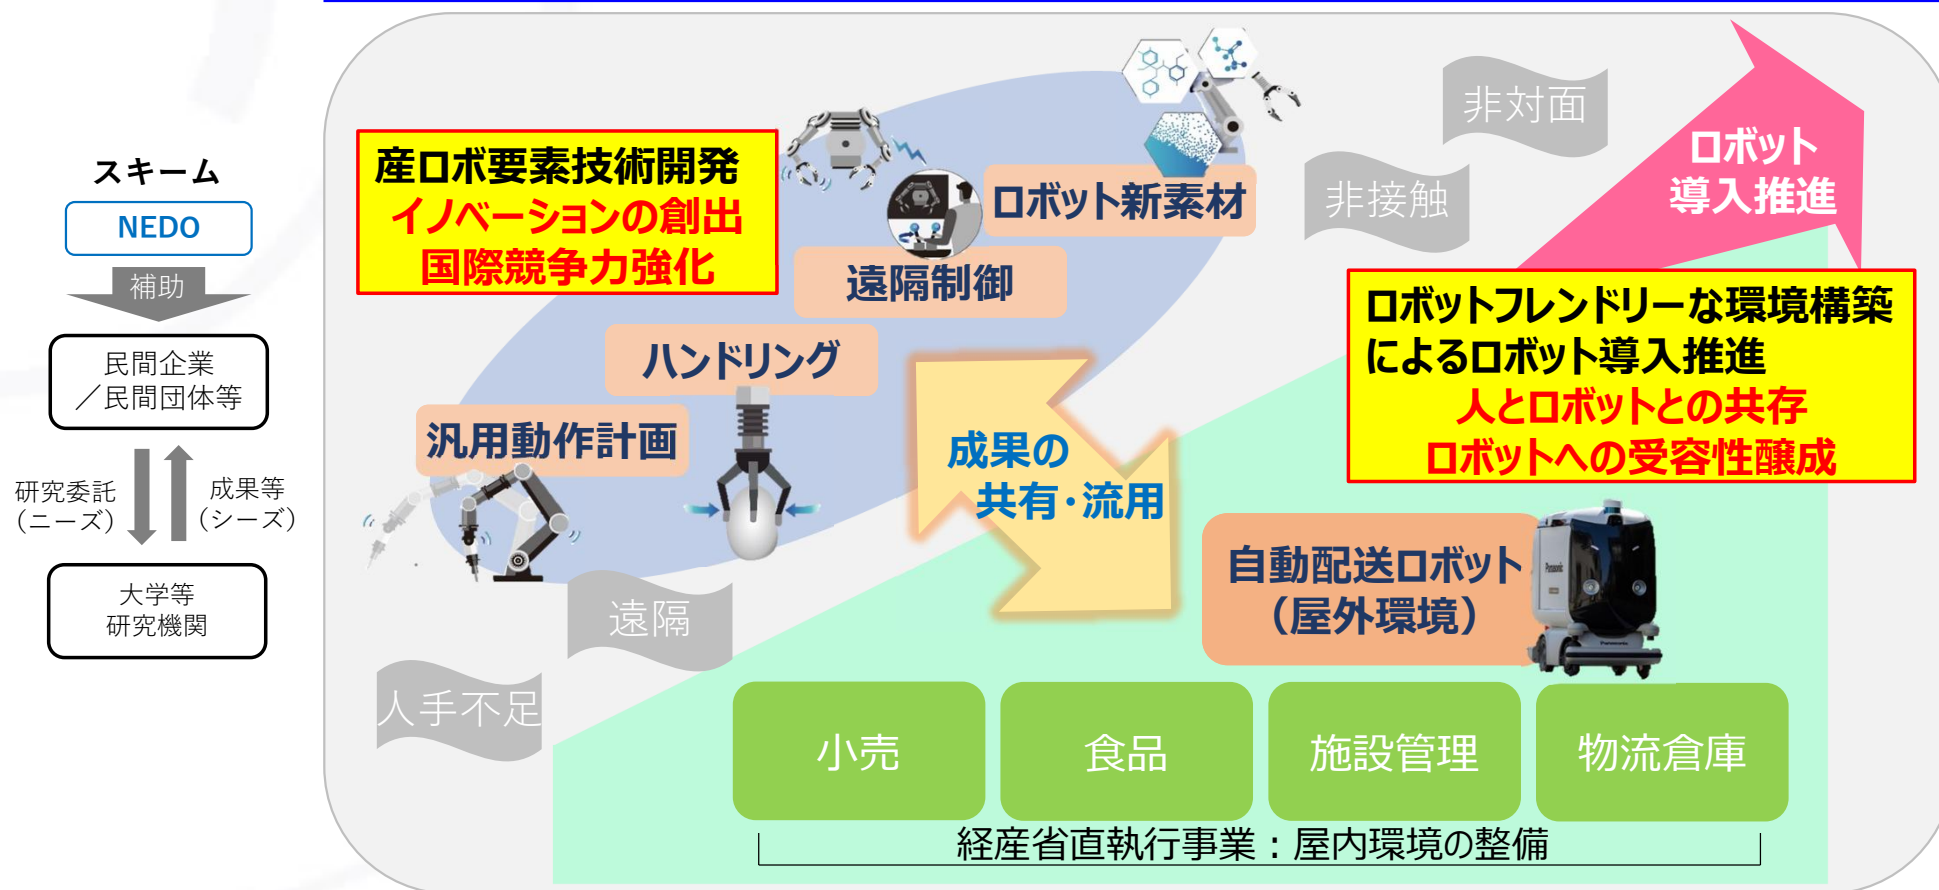 スキーム
NEDO
補助
民間企業
／民間団体等
研究委託
（ニーズ）
成果等
（シーズ）
大学等
研究機関
産ロボ要素技術開発
イノベーションの創出
国際競争力強化
ロボット新素材
遠隔制御
ハンドリング
汎用動作計画
非対面
非接触
遠隔
人手不足
ロボット
導入推進
ロボットフレンドリーな環境構築
によるロボット導入推進
人とロボットとの共存
ロボットへの受容性醸成
成果の
共有・流用
自動配送ロボット
（屋外環境）
Panasonic
Panasonic
小売
食品
施設管理
物流倉庫
経産省直執行事業：屋内環境の整備